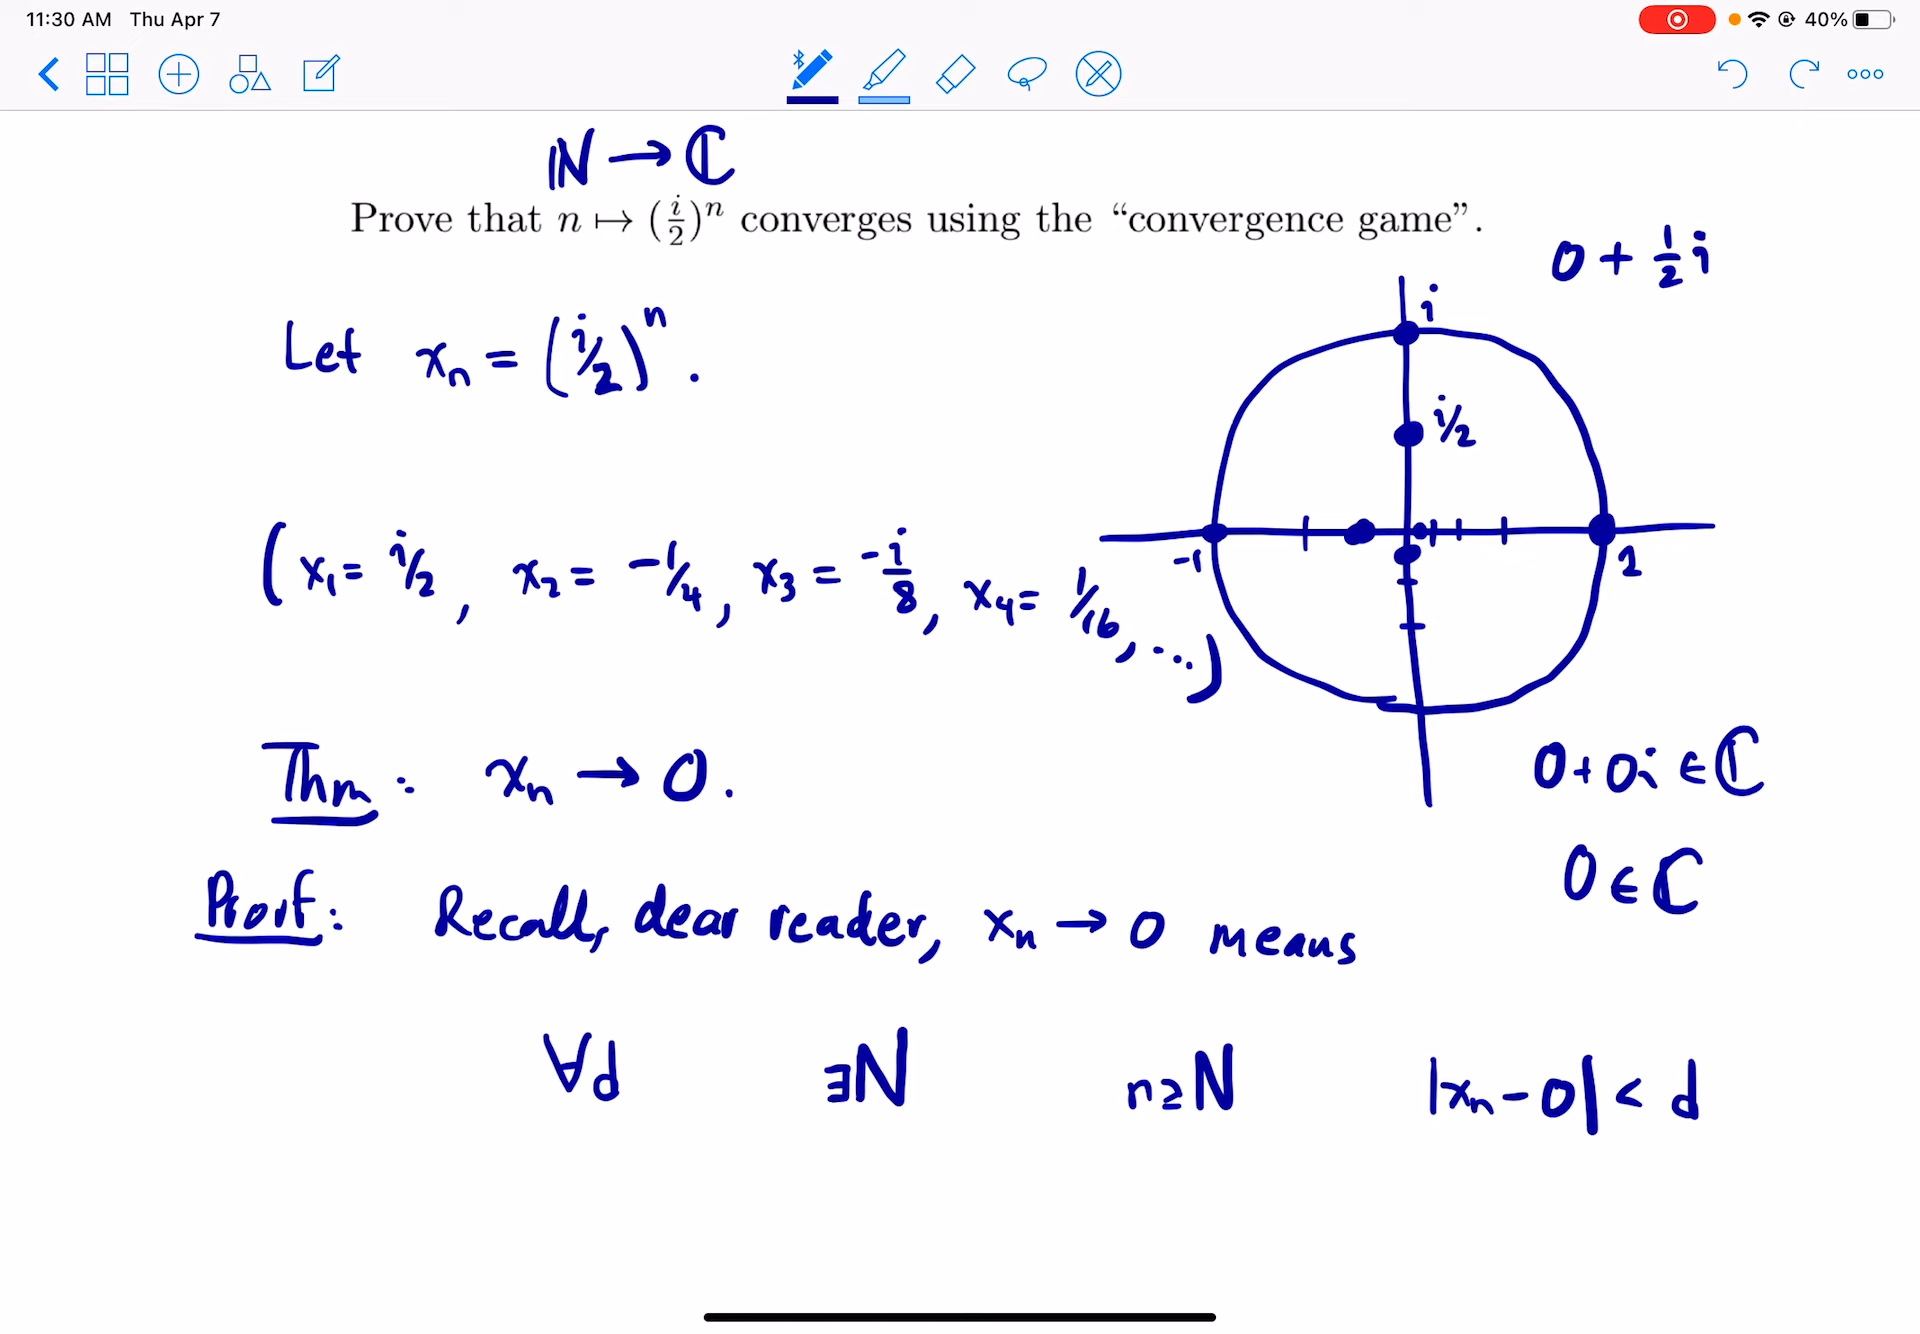 11:30 AM Thu Apr 7 40%
ℕ → ℂ
Prove that n ↦ (i/2)ⁿ converges using the “convergence game”.
0 + ½ i
Let xₙ = (i/2)ⁿ.
i
i/2
-1
1
(x₁ = i/2, x₂ = -1/4, x₃ = -i/8, x₄ = 1/16, ...)
Thm: xₙ → 0.
0 + 0i ∈ ℂ
0 ∈ ℂ
Proof: Recall, dear reader, xₙ → 0 means
∀d ∃N n ≥ N |xₙ - 0| < d